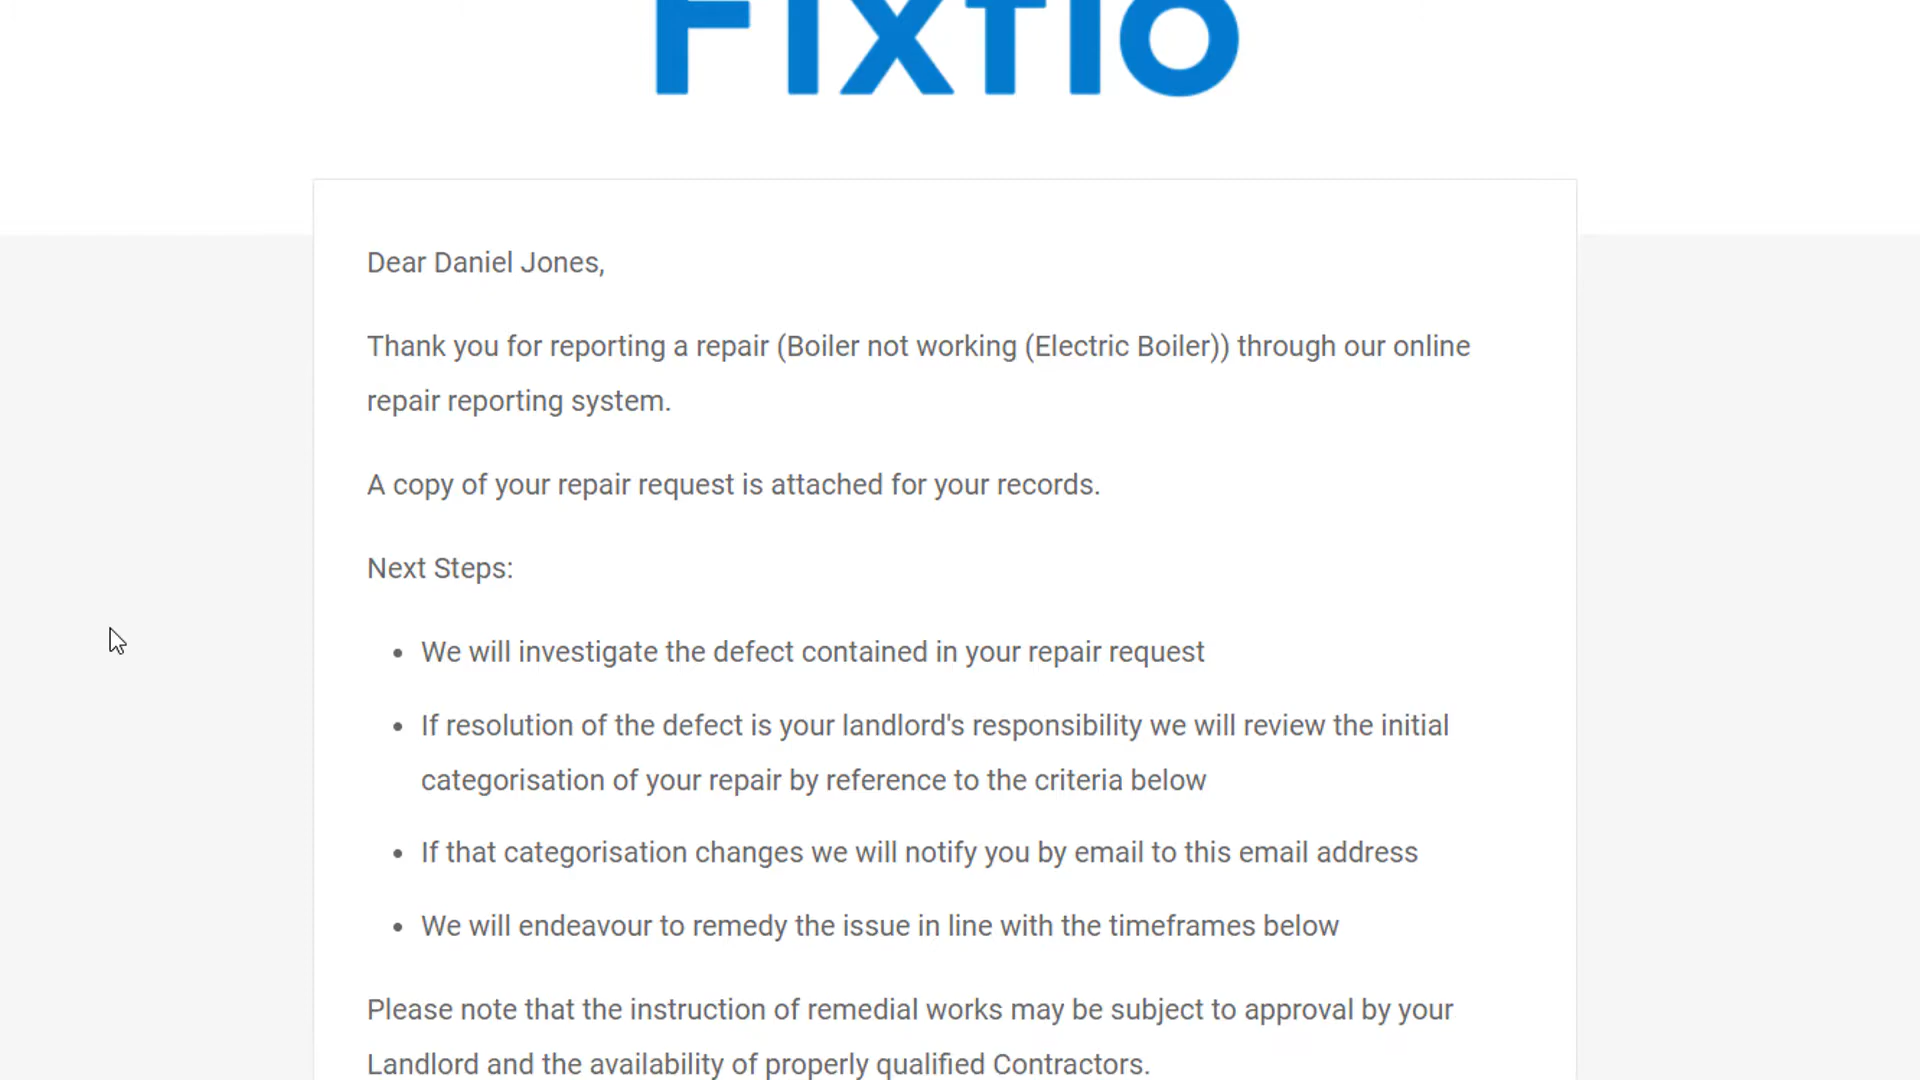 Fixflo
Dear Daniel Jones,
Thank you for reporting a repair (Boiler not working (Electric Boiler)) through our online
repair reporting system.
A copy of your repair request is attached for your records.
Next Steps:
• We will investigate the defect contained in your repair request
• If resolution of the defect is your landlord's responsibility we will review the initial
categorisation of your repair by reference to the criteria below
• If that categorisation changes we will notify you by email to this email address
• We will endeavour to remedy the issue in line with the timeframes below
Please note that the instruction of remedial works may be subject to approval by your
Landlord and the availability of properly qualified Contractors.